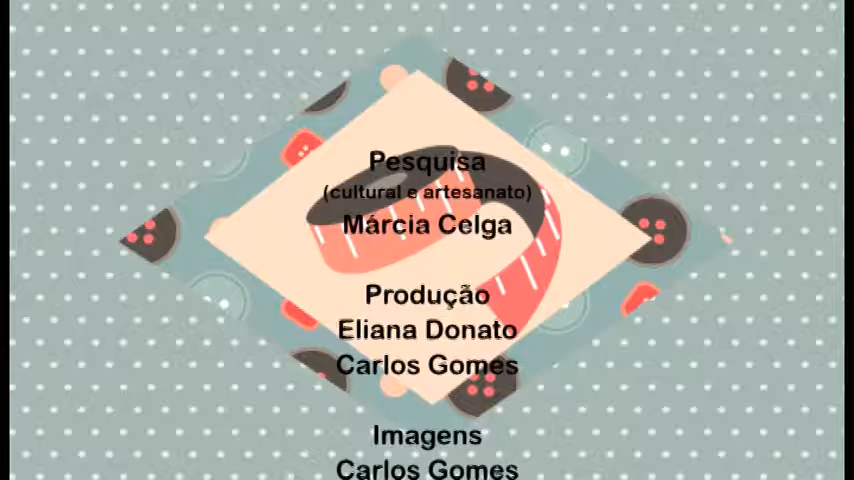 Pesquisa
(cultural e artesanato)
Márcia Celga
Produção
Eliana Donato
Carlos Gomes
Imagens
Carlos Gomes